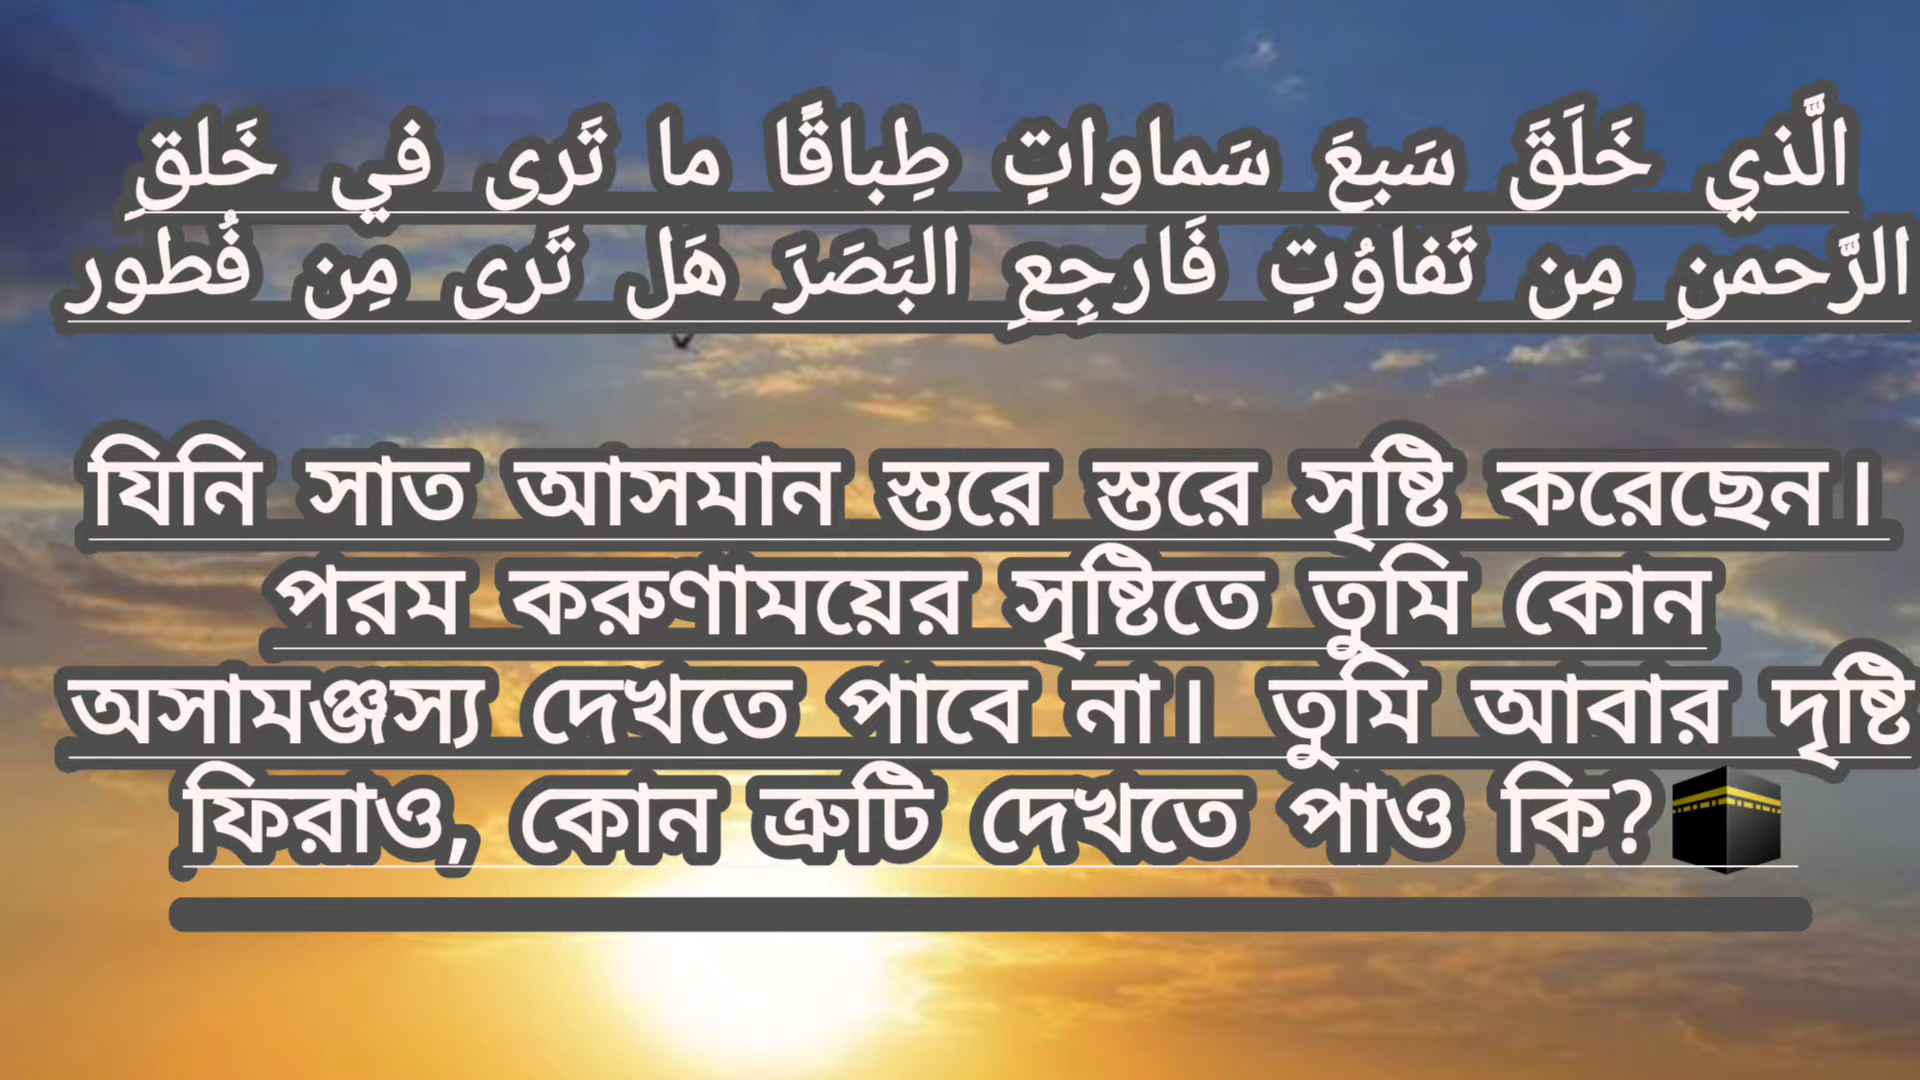 الَّذي خَلَقَ سَبعَ سَماواتٍ طِباقًا ما تَرى في خَلقِ
الرَّحمنِ مِن تَفاوُتٍ فَارجِعِ البَصَرَ هَل تَرى مِن فُطور
যিনি সাত আসমান স্তরে স্তরে সৃষ্টি করেছেন।
পরম করুণাময়ের সৃষ্টিতে তুমি কোন
অসামঞ্জস্য দেখতে পাবে না। তুমি আবার দৃষ্টি
ফিরাও, কোন ত্রুটি দেখতে পাও কি?🕋